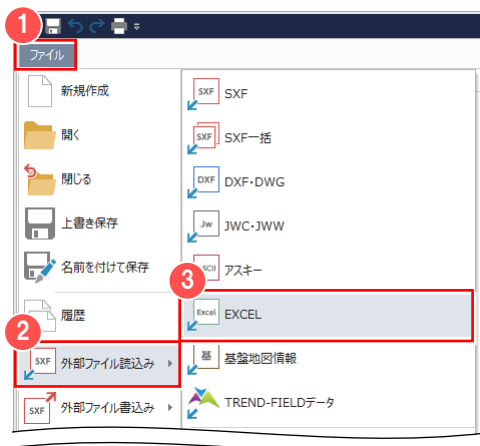 1
ファイル
新規作成
開く
閉じる
上書き保存
名前を付けて保存
履歴
2
SXF 外部ファイル読込み
SXF 外部ファイル書込み
SXF SXF
SXF SXF一括
DXF DXF・DWG
Jw JWC・JWW
SCII アスキー
3
Excel EXCEL
基 基盤地図情報
TREND-FIELDデータ